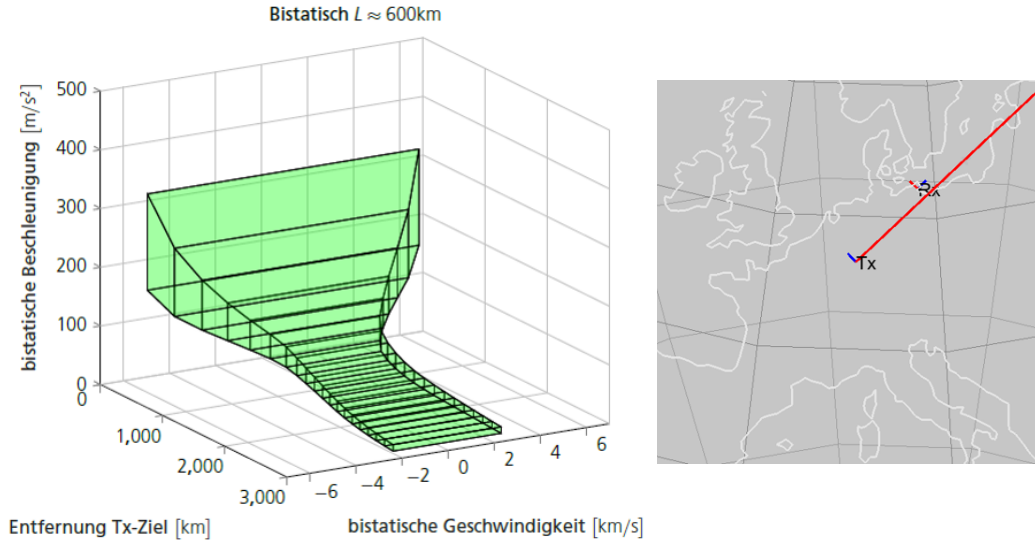 Bistatisch L ≈ 600km
bistatische Beschleunigung [m/s²]
500
400
300
200
100
0
0
1,000
2,000
3,000
−6
−4
−2
0
2
4
6
Entfernung Tx-Ziel [km]
bistatische Geschwindigkeit [km/s]
Rx
Tx